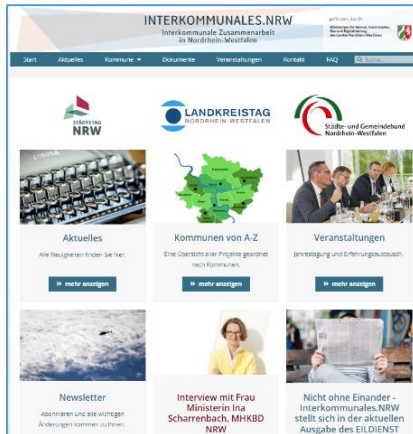 INTERKOMMUNALES.NRW
Interkommunale Zusammenarbeit
in Nordrhein-Westfalen
Start Aktuelles Kommune Dokumente Veranstaltungen Kontakt FAQ Suche...
STÄDTETAG
NRW
LANDKREISTAG
NORDRHEIN-WESTFALEN
Städte- und Gemeindebund
Nordrhein-Westfalen
Aktuelles
Alle Neuigkeiten finden Sie hier.
» mehr anzeigen
Kommunen von A-Z
Eine Übersicht aller Projekte geordnet
nach Kommunen.
» mehr anzeigen
Veranstaltungen
Jahrestagung und Erfahrungsaustausch.
» mehr anzeigen
Newsletter
Abonnieren und alle wichtigen
Änderungen kommen zu Ihnen.
Interview mit Frau
Ministerin Ina
Scharrenbach, MHKBD
NRW
Nicht ohne Einander -
Interkommunales.NRW
stellt sich in der aktuellen
Ausgabe des EILDIENST